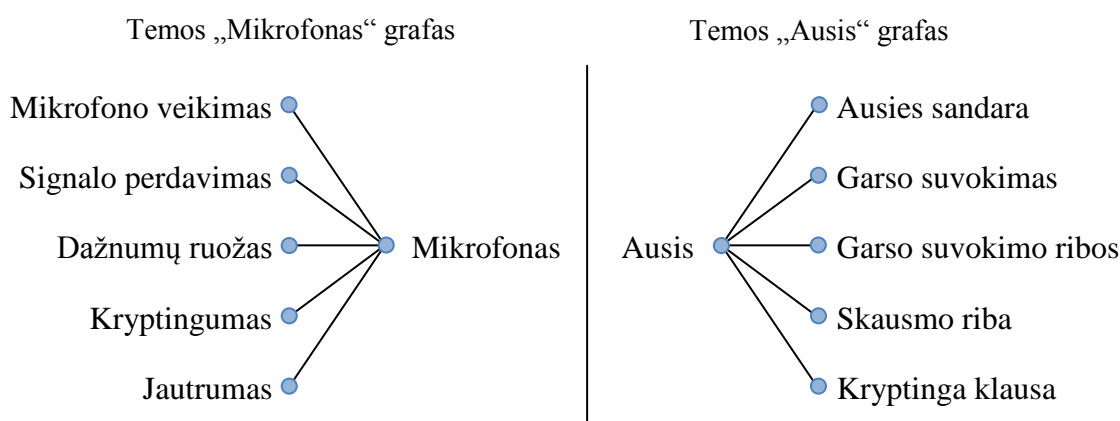 Temos „Mikrofonas“ grafas
Mikrofono veikimas
Signalo perdavimas
Dažnumų ruožas
Kryptingumas
Jautrumas
Mikrofonas
Temos „Ausis“ grafas
Ausis
Ausies sandara
Garso suvokimas
Garso suvokimo ribos
Skausmo riba
Kryptinga klausa